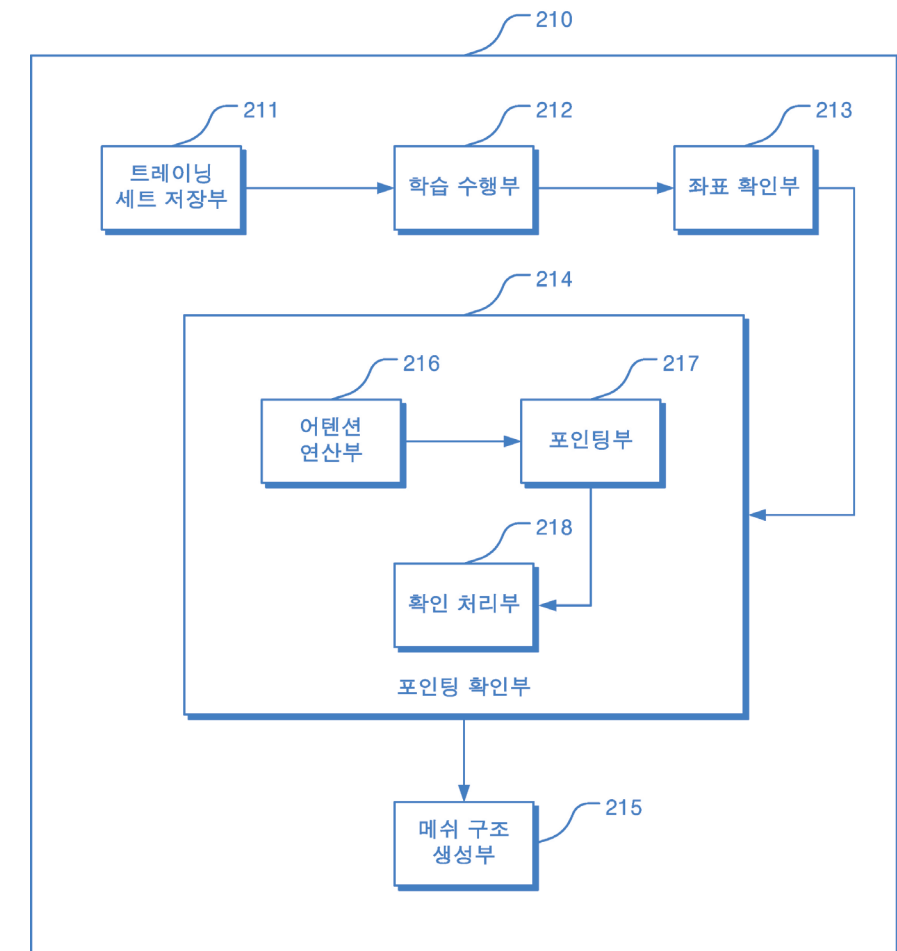 210
211
212
213
트레이닝
세트 저장부
학습 수행부
좌표 확인부
214
216
217
어텐션
연산부
포인팅부
218
확인 처리부
포인팅 확인부
215
메쉬 구조
생성부